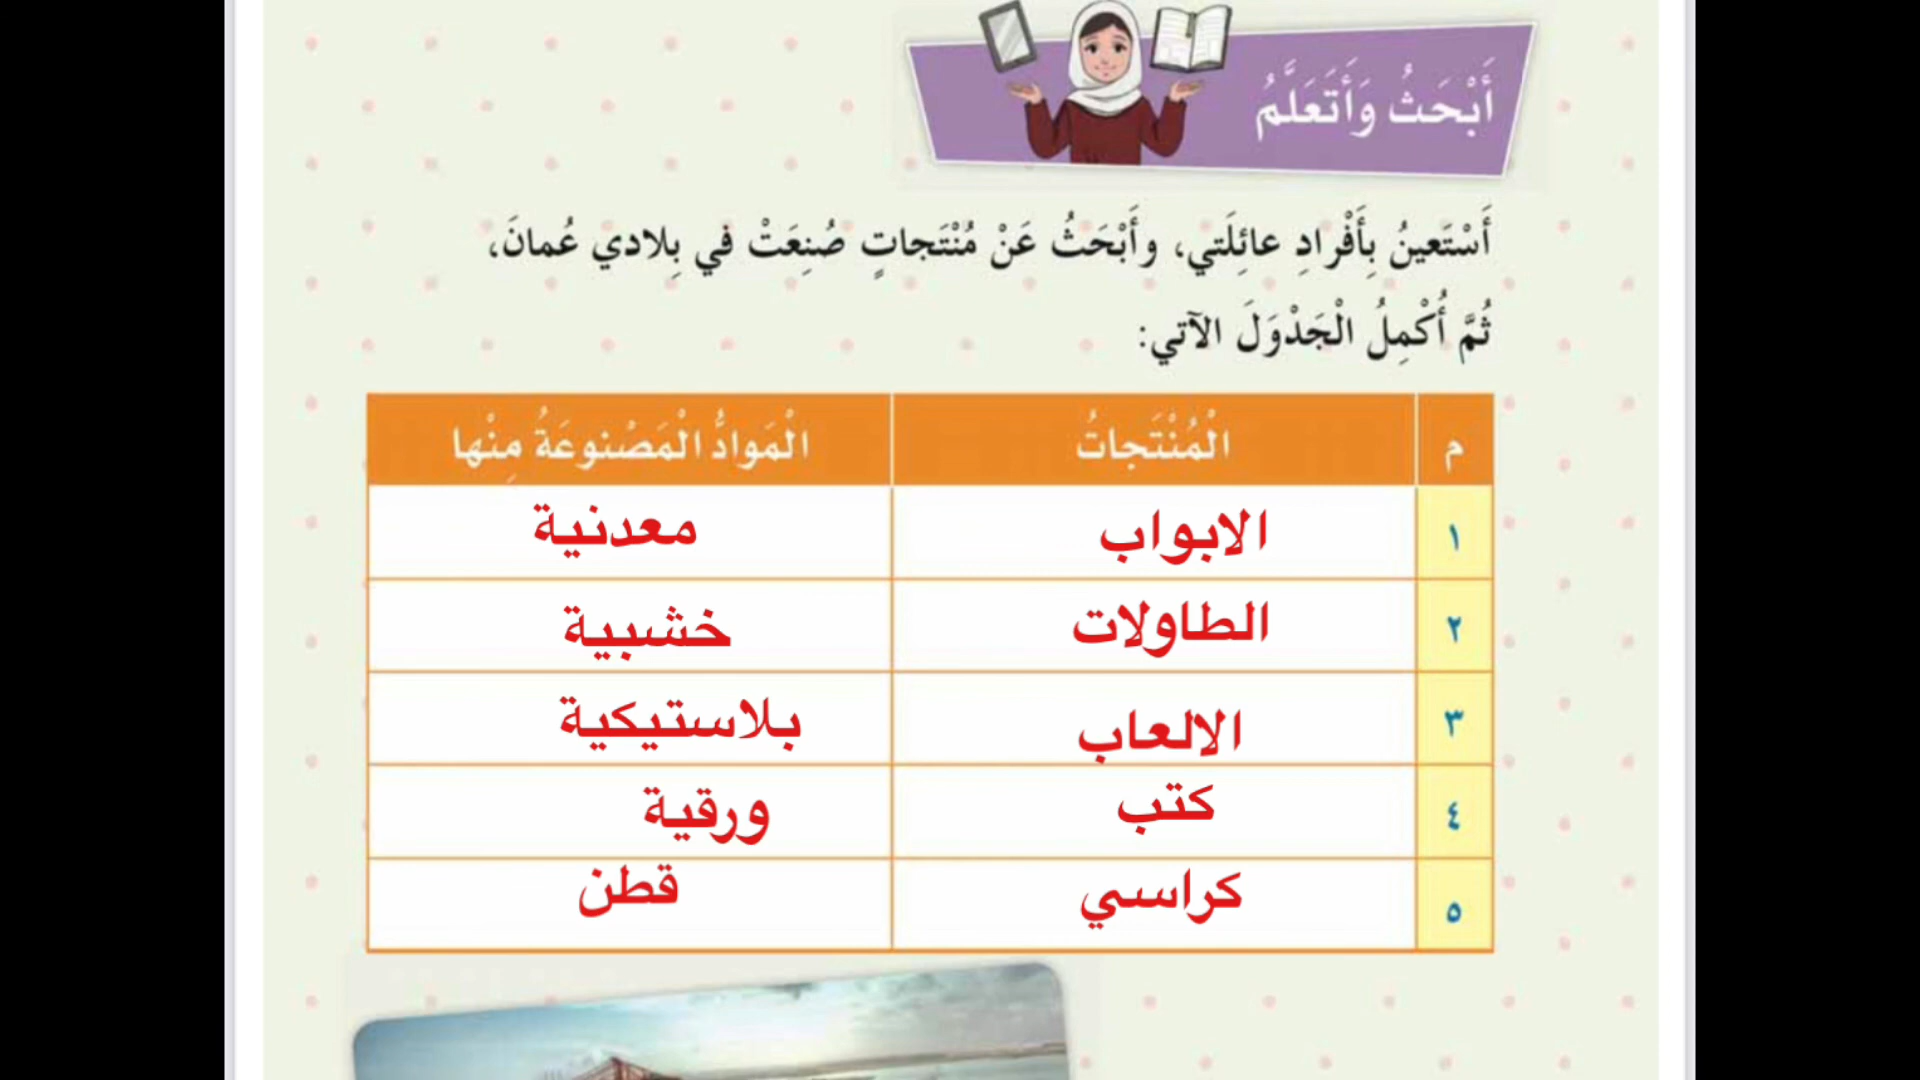 أَبْحَثُ وَأَتَعَلَّمُ
أَسْتَعينُ بِأَفْرادِ عائِلَتي، وأَبْحَثُ عَنْ مُنْتَجاتٍ صُنِعَتْ في بِلادي عُمانَ،
ثُمَّ أُكْمِلُ الْجَدْوَلَ الآتي:
م الْمُنْتَجاتُ الْمَوادُّ الْمَصْنوعَةُ مِنْها
١ الابواب معدنية
٢ الطاولات خشبية
٣ الالعاب بلاستيكية
٤ كتب ورقية
٥ كراسي قطن